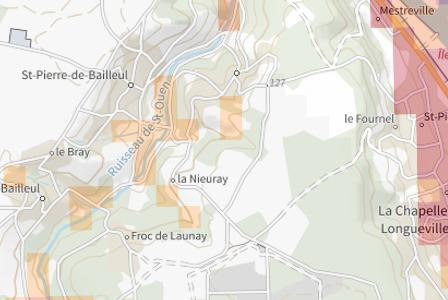 Mestreville
St-Pierre-de-Bailleul
127
Ruisseau de St-Ouen
le Fournel
St-Pi
le Bray
la Nieuray
Bailleul
La Chapelle
Longueville
Froc de Launay